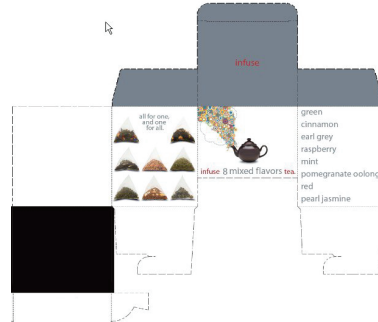 infuse
all for one,
and one
for all.
infuse 8 mixed flavors tea.
green
cinnamon
earl grey
raspberry
mint
pomegranate oolong
red
pearl jasmine